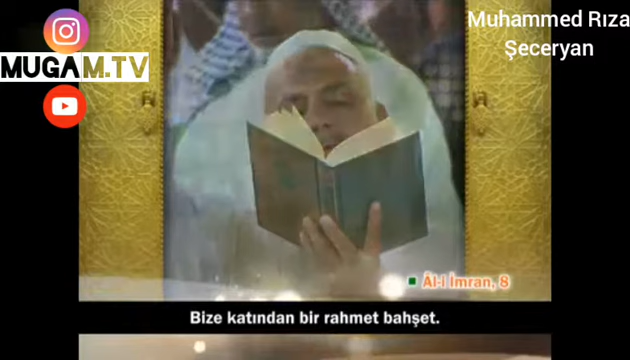 Muhammed Rıza
Şeceryan
MUGAM.TV
Âl-i İmran, 8
Bize katından bir rahmet bahşet.